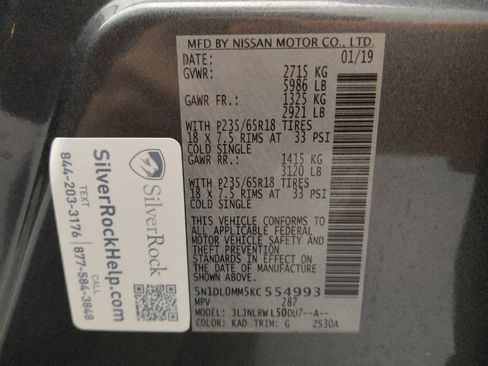 MFD BY NISSAN MOTOR CO., LTD.
DATE: 01/19
GVWR: 2715 KG
5986 LB
GAWR FR.: 1325 KG
2921 LB
WITH P235/65R18 TIRES
18 X 7.5 RIMS AT 33 PSI
COLD SINGLE
GAWR RR.: 1415 KG
3120 LB
WITH P235/65R18 TIRES
18 X 7.5 RIMS AT 33 PSI
COLD SINGLE
THIS VEHICLE CONFORMS TO
ALL APPLICABLE FEDERAL
MOTOR VEHICLE SAFETY AND
THEFT PREVENTION
STANDARDS IN EFFECT ON
THE DATE OF MANUFACTURE
SHOWN ABOVE.
5N1DL0MM5KC554993
MPV 287
MODEL: JLJNLRWL50DU7--A--
COLOR: KAD TRIM: G ZS30A
SilverRock
SilverRockHelp.com
TEXT CALL
844-203-3176 | 877-584-3848